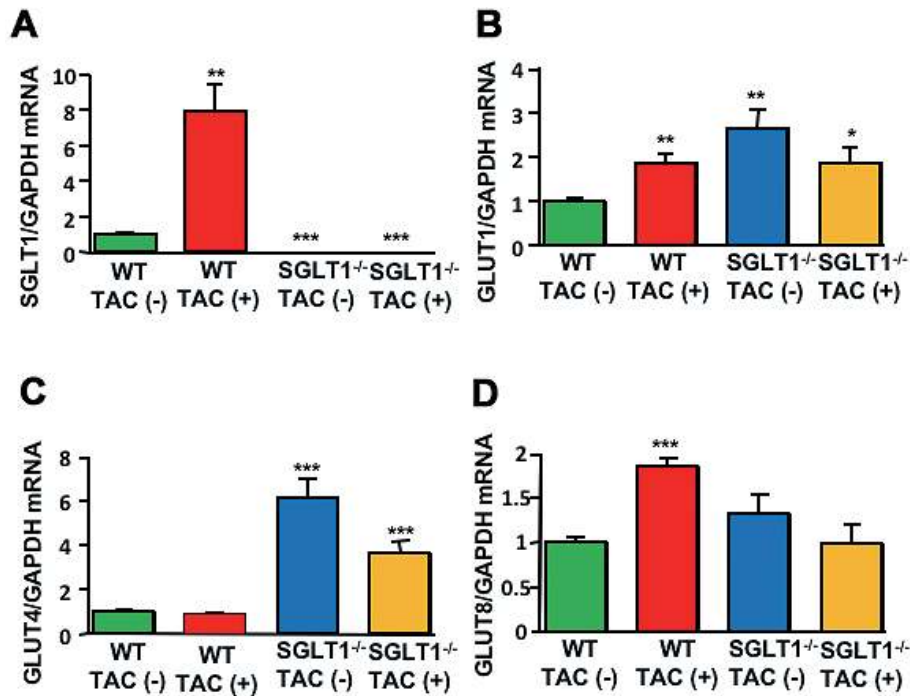 A
SGLT1/GAPDH mRNA
10
8
6
4
2
0
**
***
***
WT
TAC (-)
WT
TAC (+)
SGLT1-/-
TAC (-)
SGLT1-/-
TAC (+)
B
GLUT1/GAPDH mRNA
4
3
2
1
0
**
**
*
WT
TAC (-)
WT
TAC (+)
SGLT1-/-
TAC (-)
SGLT1-/-
TAC (+)
C
GLUT4/GAPDH mRNA
8
6
4
2
0
***
***
WT
TAC (-)
WT
TAC (+)
SGLT1-/-
TAC (-)
SGLT1-/-
TAC (+)
D
GLUT8/GAPDH mRNA
2
1.5
1
0.5
0
***
WT
TAC (-)
WT
TAC (+)
SGLT1-/-
TAC (-)
SGLT1-/-
TAC (+)